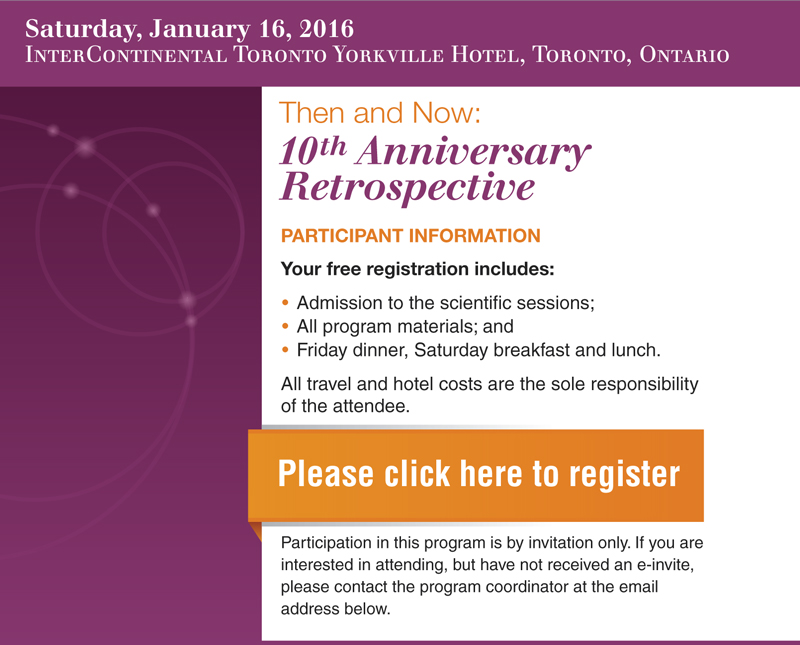 Saturday, January 16, 2016
InterContinental Toronto Yorkville Hotel, Toronto, Ontario
Then and Now:
10th Anniversary
Retrospective
PARTICIPANT INFORMATION
Your free registration includes:
• Admission to the scientific sessions;
• All program materials; and
• Friday dinner, Saturday breakfast and lunch.
All travel and hotel costs are the sole responsibility
of the attendee.
Please click here to register
Participation in this program is by invitation only. If you are
interested in attending, but have not received an e-invite,
please contact the program coordinator at the email
address below.